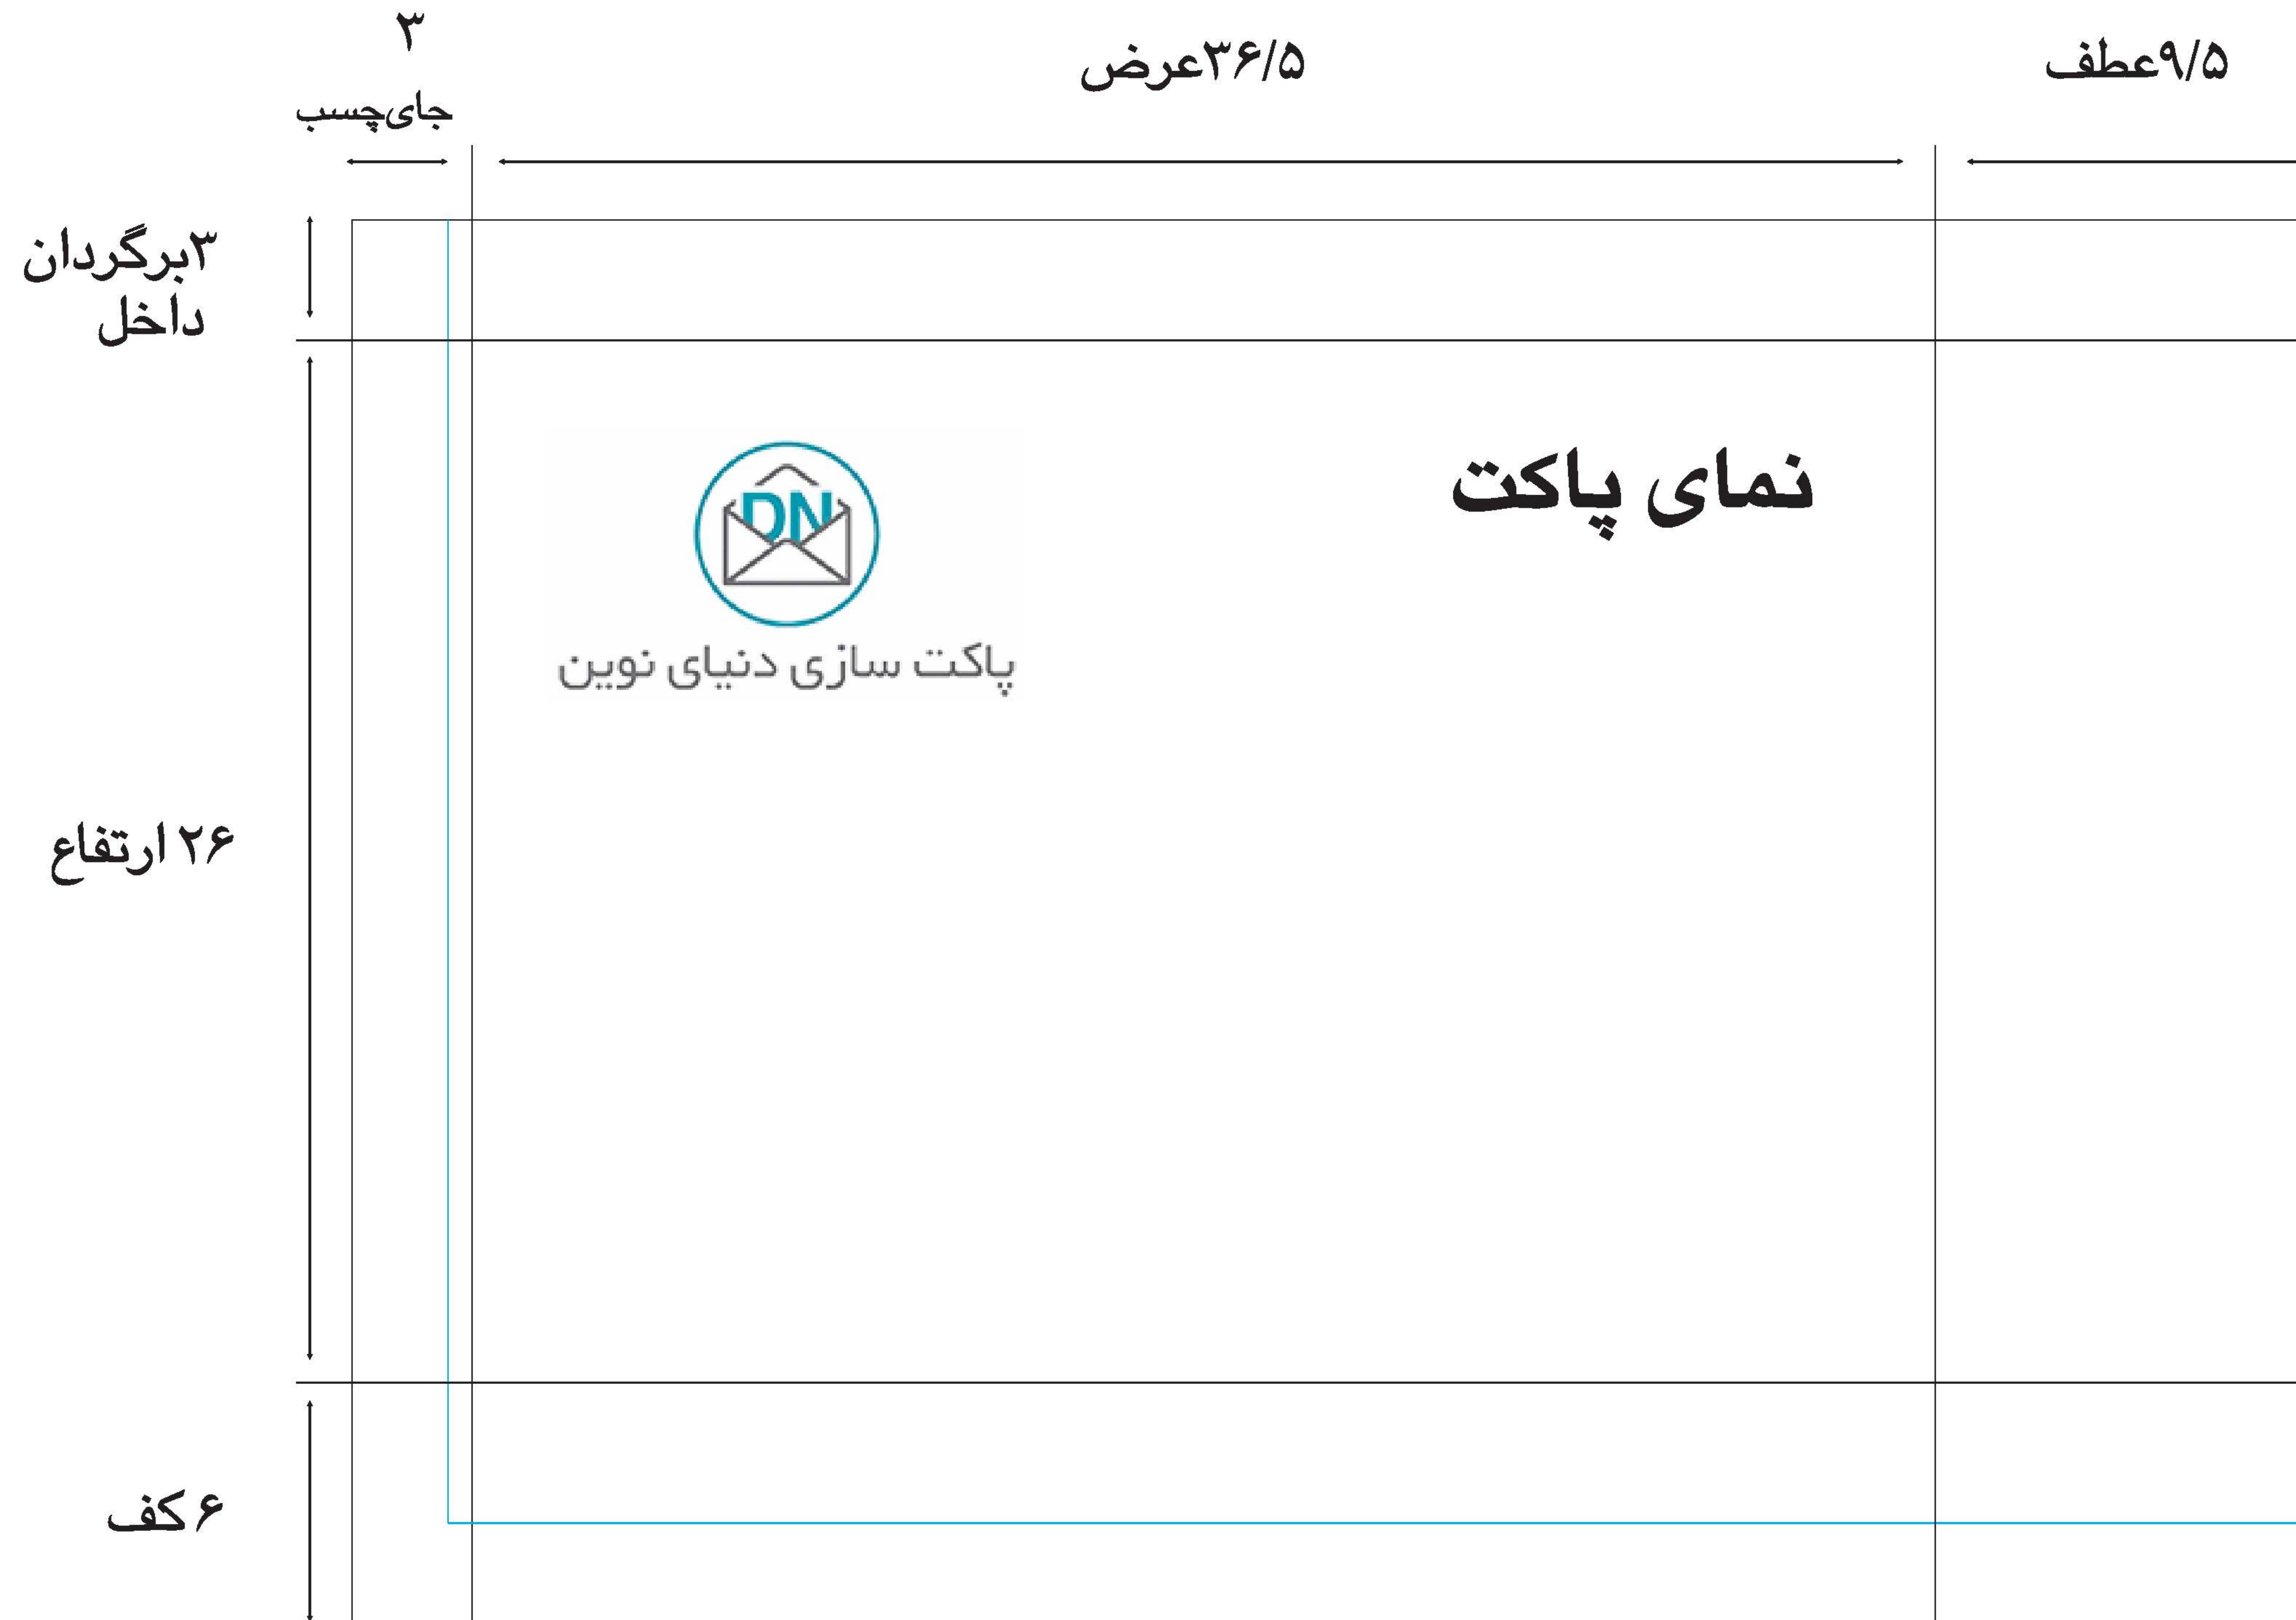 ۳
جای‌چسب
۳۶/۵عرض
۹/۵عطف
۳برگردان
داخل
نمای پاکت
DN
پاکت سازی دنیای نوین
۲۶ ارتفاع
۶ کف